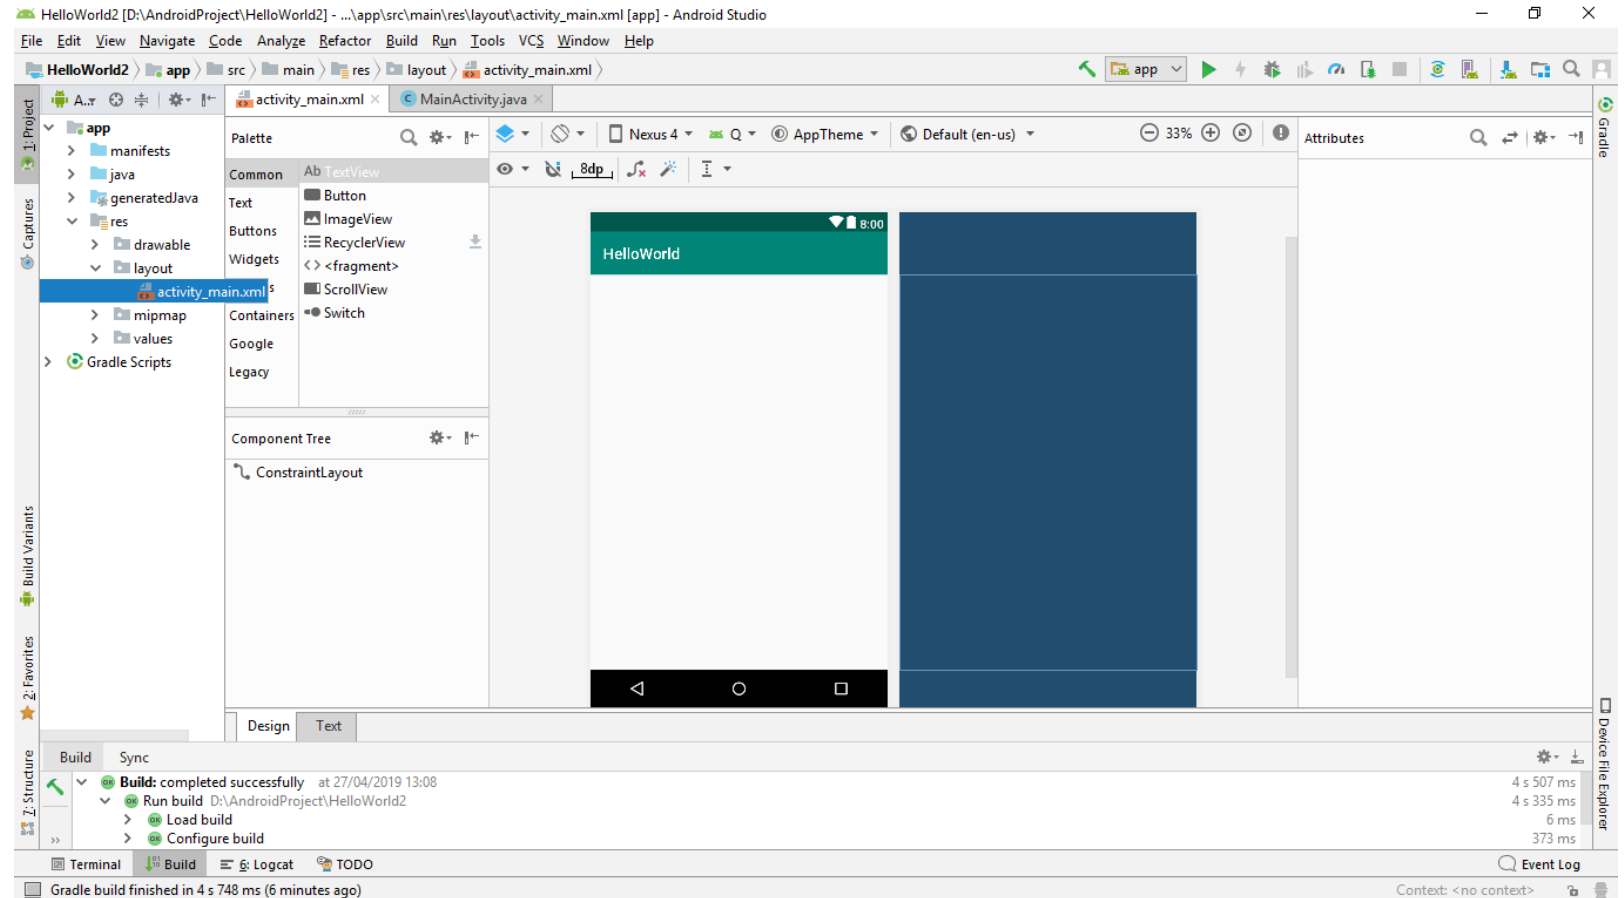 HelloWorld2 [D:\AndroidProject\HelloWorld2] - ...\app\src\main\res\layout\activity_main.xml [app] - Android Studio
File Edit View Navigate Code Analyze Refactor Build Run Tools VCS Window Help
HelloWorld2 app src main res layout activity_main.xml
app
A..
activity_main.xml
MainActivity.java
1: Project
Captures
Build Variants
2: Favorites
7: Structure
app
manifests
java
generatedJava
res
drawable
layout
activity_main.xml
mipmap
values
Gradle Scripts
Palette
Common
Text
Buttons
Widgets
s
Containers
Google
Legacy
Ab TextView
Button
ImageView
RecyclerView
<fragment>
ScrollView
Switch
Component Tree
ConstraintLayout
Nexus 4 Q AppTheme Default (en-us) 33%
8dp
8:00
HelloWorld
Attributes
Gradle
Device File Explorer
Design Text
Build Sync
Build: completed successfully at 27/04/2019 13:08 4 s 507 ms
Run build D:\AndroidProject\HelloWorld2 4 s 335 ms
Load build 6 ms
Configure build 373 ms
Terminal Build 6: Logcat TODO Event Log
Gradle build finished in 4 s 748 ms (6 minutes ago) Context: <no context>